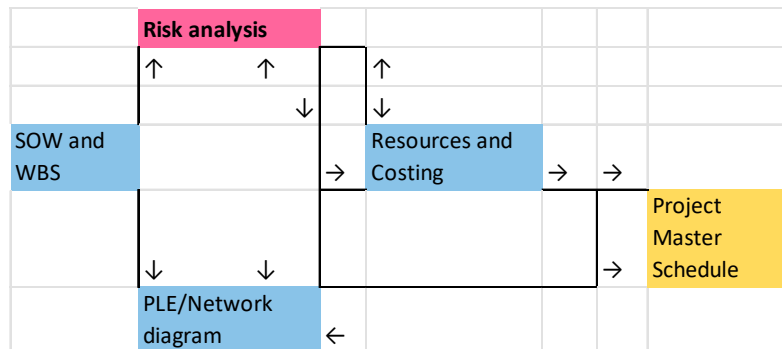 Risk analysis
↑ ↑ ↑
↓ ↓
SOW and
WBS
→
Resources and
Costing
→ →
Project
Master
Schedule
↓ ↓ →
PLE/Network
diagram
←